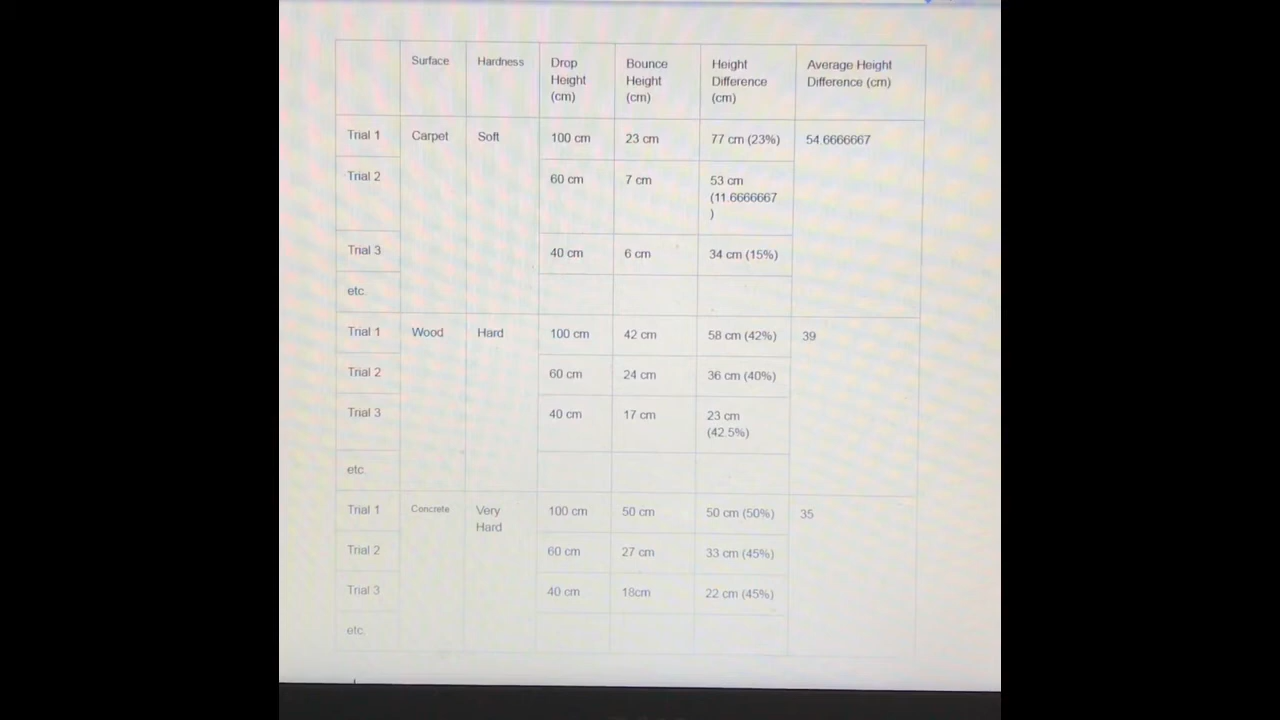 Surface Hardness Drop Height (cm) Bounce Height (cm) Height Difference (cm) Average Height Difference (cm)
Trial 1 Carpet Soft 100 cm 23 cm 77 cm (23%) 54.6666667
Trial 2 60 cm 7 cm 53 cm (11.6666667)
Trial 3 40 cm 6 cm 34 cm (15%)
etc.
Trial 1 Wood Hard 100 cm 42 cm 58 cm (42%) 39
Trial 2 60 cm 24 cm 36 cm (40%)
Trial 3 40 cm 17 cm 23 cm (42.5%)
etc.
Trial 1 Concrete Very Hard 100 cm 50 cm 50 cm (50%) 35
Trial 2 60 cm 27 cm 33 cm (45%)
Trial 3 40 cm 18cm 22 cm (45%)
etc.